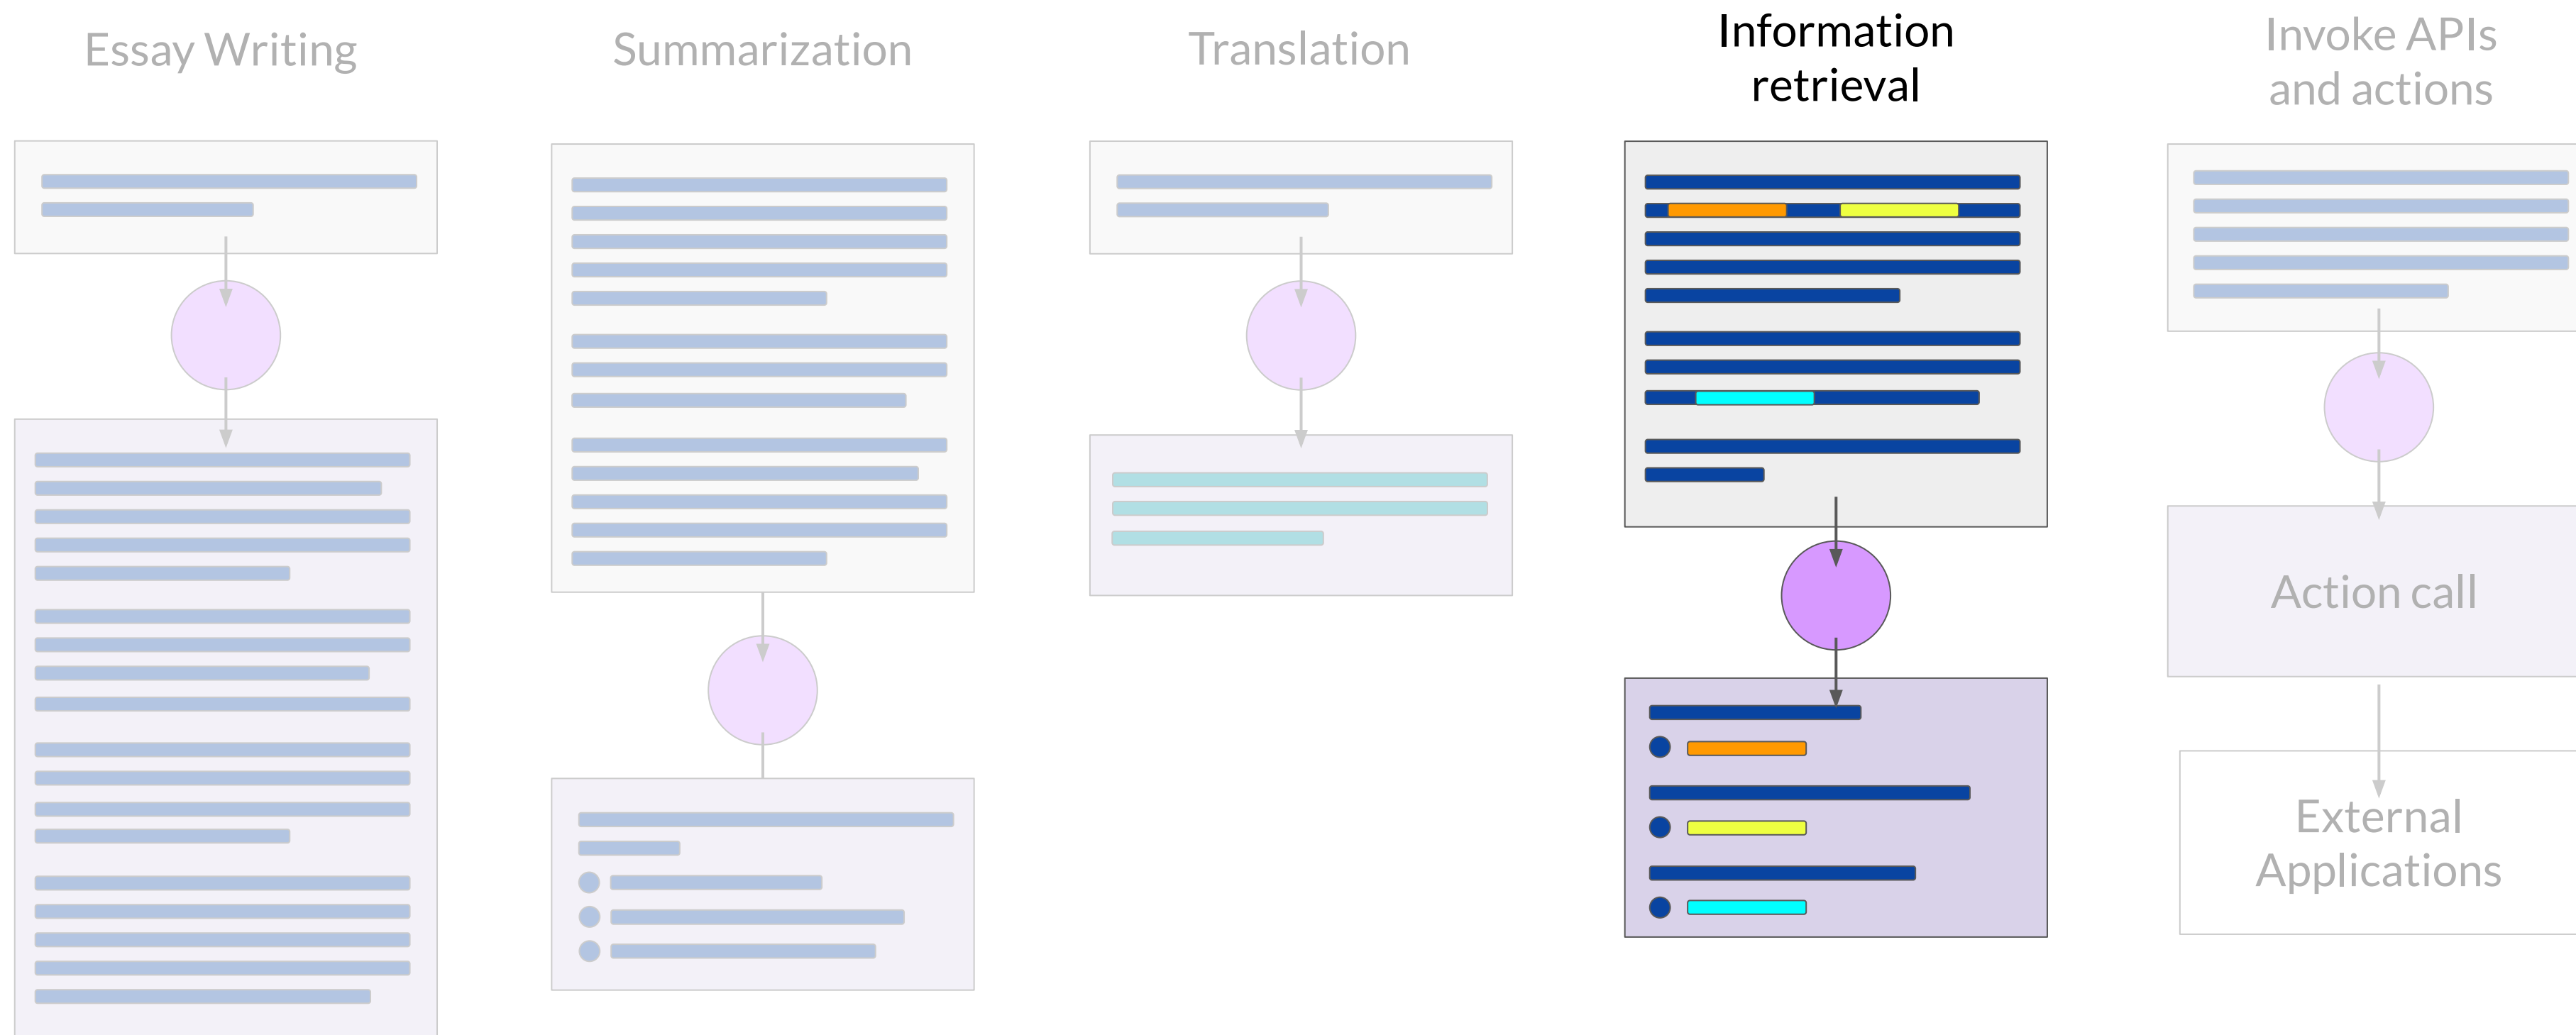 Essay Writing
Summarization
Translation
Information
retrieval
Invoke APIs
and actions
Action call
External
Applications